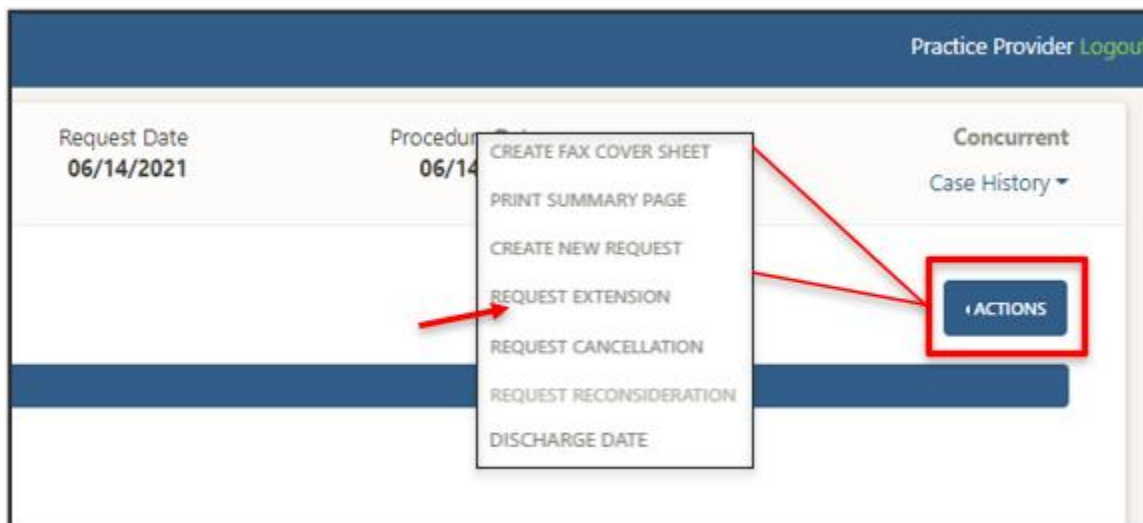 Practice Provider Logout
Request Date
06/14/2021
Concurrent
Case History
CREATE FAX COVER SHEET
PRINT SUMMARY PAGE
CREATE NEW REQUEST
REQUEST EXTENSION
REQUEST CANCELLATION
REQUEST RECONSIDERATION
DISCHARGE DATE
ACTIONS